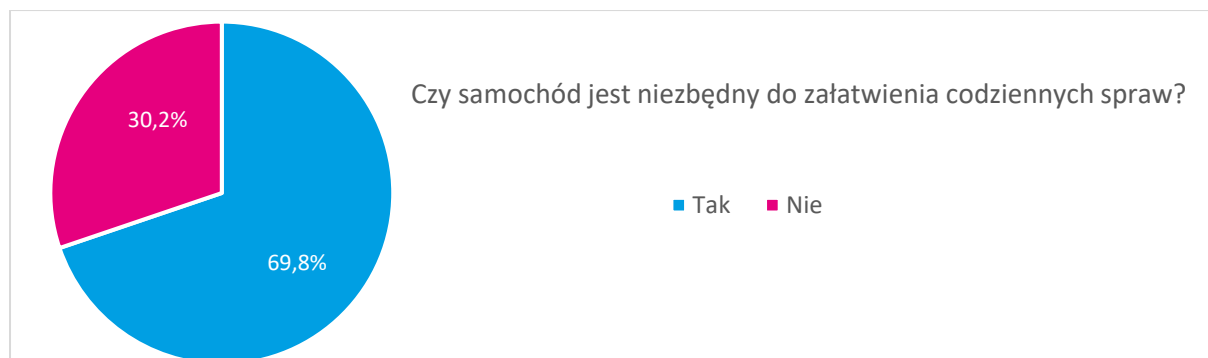 Czy samochód jest niezbędny do załatwienia codziennych spraw?
30,2%
Tak Nie
69,8%